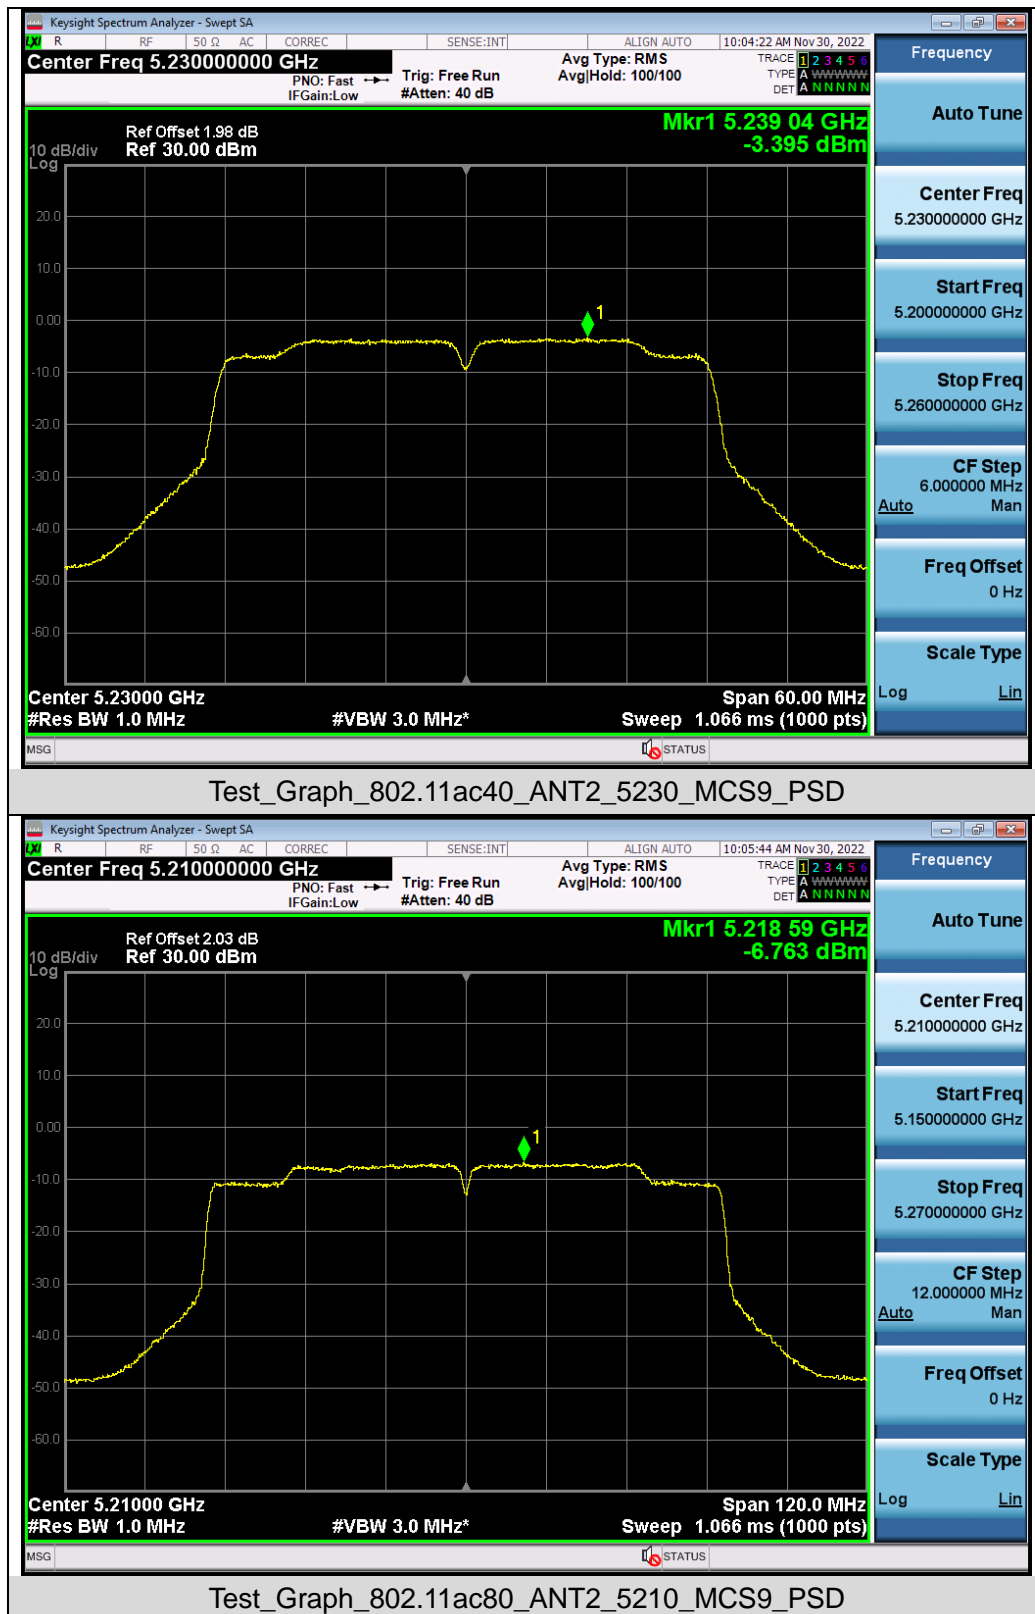 Keysight Spectrum Analyzer - Swept SA
LXI R RF 50 Ω AC CORREC SENSE:INT ALIGN AUTO 10:04:22 AM Nov 30, 2022
Center Freq 5.230000000 GHz
PNO: Fast
IFGain:Low
Trig: Free Run
#Atten: 40 dB
Avg Type: RMS
Avg|Hold: 100/100
TRACE 1 2 3 4 5 6
TYPE A WWWWW
DET A N N N N N
Ref Offset 1.98 dB
Ref 30.00 dBm
10 dB/div
Log
Mkr1 5.239 04 GHz
-3.395 dBm
20.0
10.0
0.00
-10.0
-20.0
-30.0
-40.0
-50.0
-60.0
1
Center 5.23000 GHz
#Res BW 1.0 MHz
#VBW 3.0 MHz*
Span 60.00 MHz
Sweep 1.066 ms (1000 pts)
MSG
STATUS
Frequency
Auto Tune
Center Freq
5.230000000 GHz
Start Freq
5.200000000 GHz
Stop Freq
5.260000000 GHz
CF Step
6.000000 MHz
Auto Man
Freq Offset
0 Hz
Scale Type
Log Lin
Test_Graph_802.11ac40_ANT2_5230_MCS9_PSD
Keysight Spectrum Analyzer - Swept SA
LXI R RF 50 Ω AC CORREC SENSE:INT ALIGN AUTO 10:05:44 AM Nov 30, 2022
Center Freq 5.210000000 GHz
PNO: Fast
IFGain:Low
Trig: Free Run
#Atten: 40 dB
Avg Type: RMS
Avg|Hold: 100/100
TRACE 1 2 3 4 5 6
TYPE A WWWWW
DET A N N N N N
Ref Offset 2.03 dB
Ref 30.00 dBm
10 dB/div
Log
Mkr1 5.218 59 GHz
-6.763 dBm
20.0
10.0
0.00
-10.0
-20.0
-30.0
-40.0
-50.0
-60.0
1
Center 5.21000 GHz
#Res BW 1.0 MHz
#VBW 3.0 MHz*
Span 120.0 MHz
Sweep 1.066 ms (1000 pts)
MSG
STATUS
Frequency
Auto Tune
Center Freq
5.210000000 GHz
Start Freq
5.150000000 GHz
Stop Freq
5.270000000 GHz
CF Step
12.000000 MHz
Auto Man
Freq Offset
0 Hz
Scale Type
Log Lin
Test_Graph_802.11ac80_ANT2_5210_MCS9_PSD